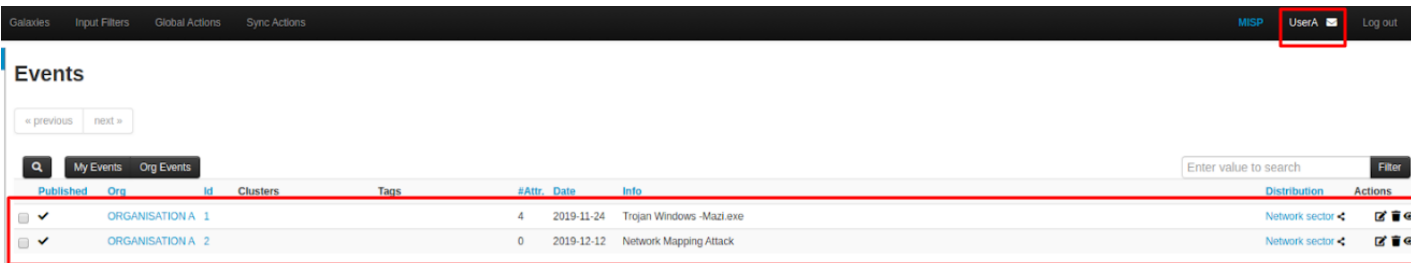 Galaxies Input Filters Global Actions Sync Actions MISP UserA Log out
Events
« previous next »
My Events Org Events Enter value to search Filter
Published Org Id Clusters Tags #Attr. Date Info Distribution Actions
ORGANISATION A 1 4 2019-11-24 Trojan Windows -Mazi.exe Network sector
ORGANISATION A 2 0 2019-12-12 Network Mapping Attack Network sector